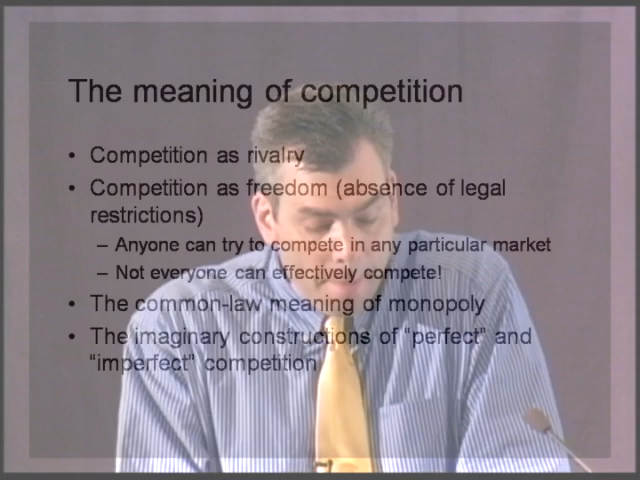 The meaning of competition
• Competition as rivalry
• Competition as freedom (absence of legal
restrictions)
– Anyone can try to compete in any particular market
– Not everyone can effectively compete!
• The common-law meaning of monopoly
• The imaginary constructions of “perfect” and
“imperfect” competition